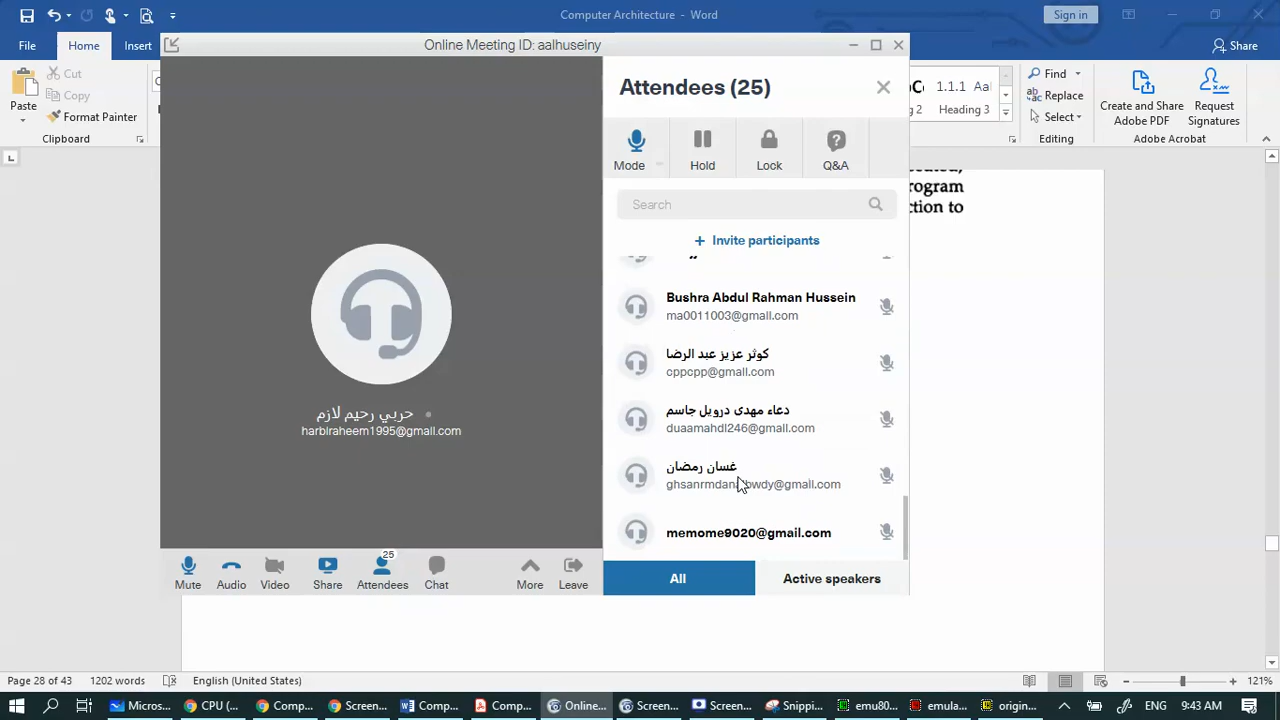 Computer Architecture - Word
Sign in
File
Home
Insert
Share
Online Meeting ID: aalhuseiny
Cut
Copy
Paste
Format Painter
Clipboard
1.1.1
Heading 3
Find
Replace
Select
Editing
Create and Share
Adobe PDF
Request
Signatures
Adobe Acrobat
Attendees (25)
Mode
Hold
Lock
Q&A
Search
+ Invite participants
rogram
ction to
Bushra Abdul Rahman Hussein
ma0011003@gmail.com
كوثر عزيز عبد الرضا
cppcpp@gmail.com
دعاء مهدي درويل جاسم
duaamahdi246@gmail.com
غسان رمضان
memome9020@gmail.com
حربي رحيم لازم
harbiraheem1995@gmail.com
25
Mute
Audio
Video
Share
Attendees
Chat
More
Leave
All
Active speakers
Page 28 of 43
1202 words
English (United States)
121%
Micros...
CPU (...
Comp...
Screen...
W Comp...
Comp...
Online...
Screen...
Screen...
Snippi...
emu80...
emula...
origin...
9:43 AM